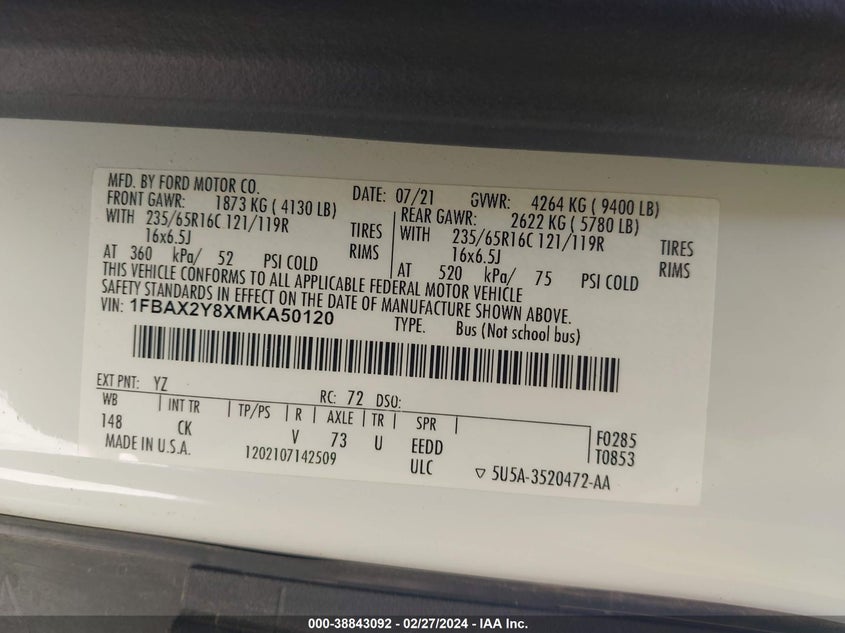 MFD. BY FORD MOTOR CO. DATE: 07/21 GVWR: 4264 KG ( 9400 LB)
FRONT GAWR: 1873 KG ( 4130 LB) REAR GAWR: 2622 KG ( 5780 LB)
WITH 235/65R16C 121/119R TIRES WITH 235/65R16C 121/119R TIRES
16x6.5J RIMS 16x6.5J RIMS
AT 360 kPa/ 52 PSI COLD AT 520 kPa/ 75 PSI COLD
THIS VEHICLE CONFORMS TO ALL APPLICABLE FEDERAL MOTOR VEHICLE
SAFETY STANDARDS IN EFFECT ON THE DATE OF MANUFACTURE SHOWN ABOVE.
VIN: 1FBAX2Y8XMKA50120 TYPE. Bus (Not school bus)
EXT PNT: YZ RC: 72 DSO:
WB INT TR TP/PS R AXLE TR SPR
148 CK V 73 U EEDD F0285
MADE IN U.S.A. 1202107142509 ULC T0853
▽ 5U5A-3520472-AA
000-38843092 - 02/27/2024 - IAA Inc.